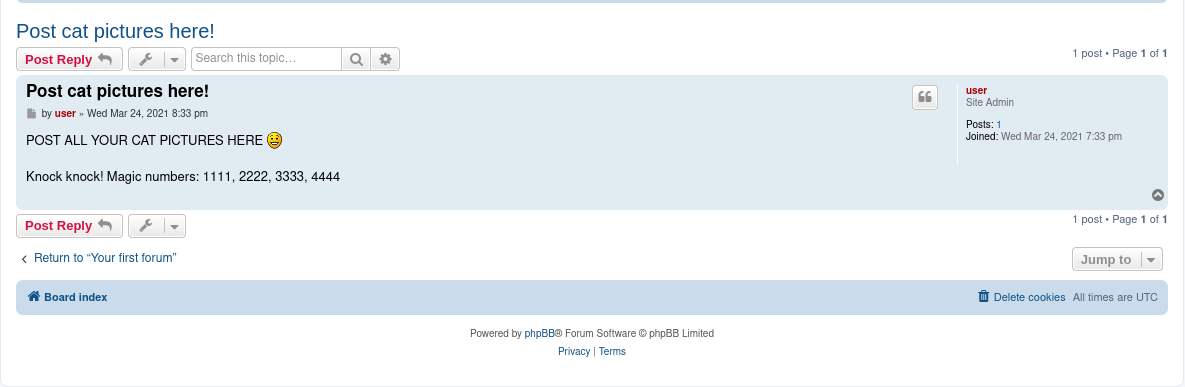 Post cat pictures here!
Post Reply
Search this topic…
1 post • Page 1 of 1
Post cat pictures here!
by user » Wed Mar 24, 2021 8:33 pm
POST ALL YOUR CAT PICTURES HERE
Knock knock! Magic numbers: 1111, 2222, 3333, 4444
user
Site Admin
Posts: 1
Joined: Wed Mar 24, 2021 7:33 pm
Post Reply
1 post • Page 1 of 1
Return to “Your first forum”
Jump to
Board index
Delete cookies All times are UTC
Powered by phpBB® Forum Software © phpBB Limited
Privacy | Terms